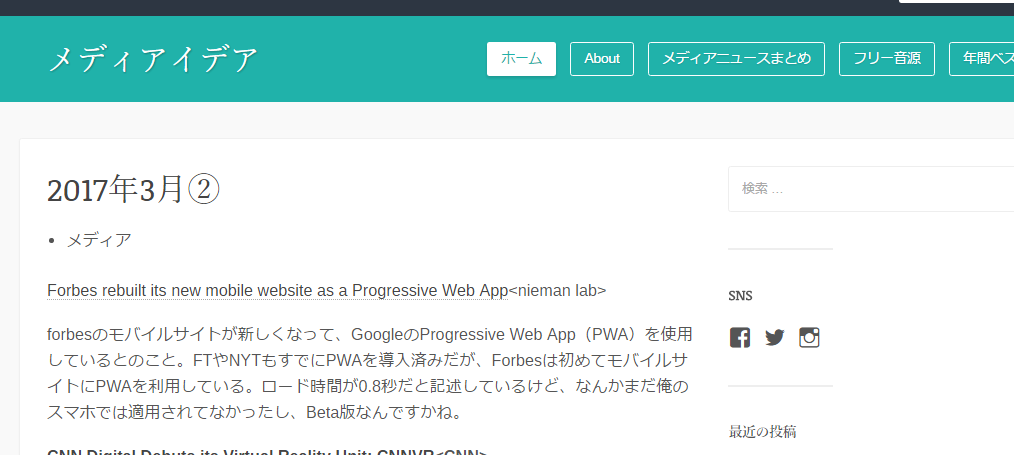 メディアイデア
ホーム
About
メディアニュースまとめ
フリー音源
年間ベス
2017年3月②
検索 …
• メディア
Forbes rebuilt its new mobile website as a Progressive Web App<nieman lab>
SNS
forbesのモバイルサイトが新しくなって、GoogleのProgressive Web App（PWA）を使用
しているとのこと。FTやNYTもすでにPWAを導入済みだが、Forbesは初めてモバイルサ
イトにPWAを利用している。ロード時間が0.8秒だと記述しているけど、なんかまだ俺の
スマホでは適用されてなかったし、Beta版なんですかね。
最近の投稿
CNN Digital Debuts its Virtual Reality Unit: CNNVR<CNN>